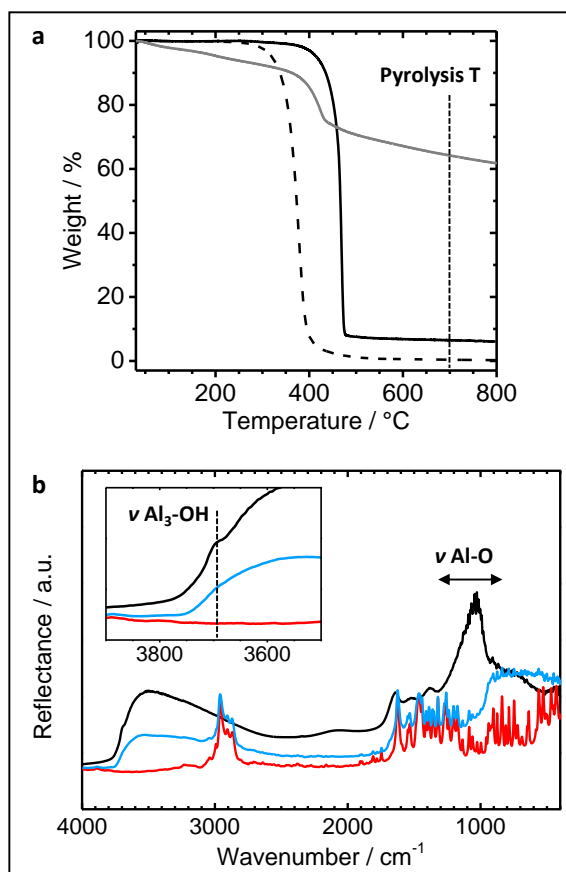 a
Pyrolysis T
Weight / %
100
80
60
40
20
0
200 400 600 800
Temperature / °C
b
ν Al₃-OH
ν Al-O
3800 3600
Reflectance / a.u.
4000 3000 2000 1000
Wavenumber / cm⁻¹